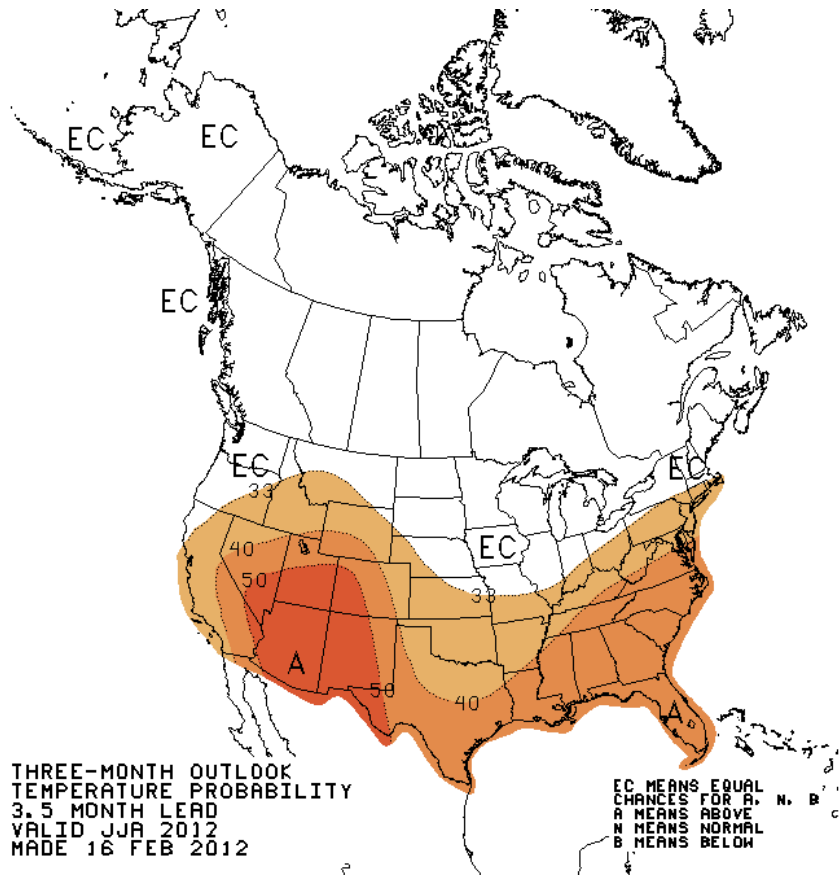 EC
EC
EC
EC
33
EC
40
EC
50
33
A
50
40
A
THREE-MONTH OUTLOOK
TEMPERATURE PROBABILITY
3.5 MONTH LEAD
VALID JJA 2012
MADE 16 FEB 2012
EC MEANS EQUAL
CHANCES FOR A, N, B
A MEANS ABOVE
N MEANS NORMAL
B MEANS BELOW